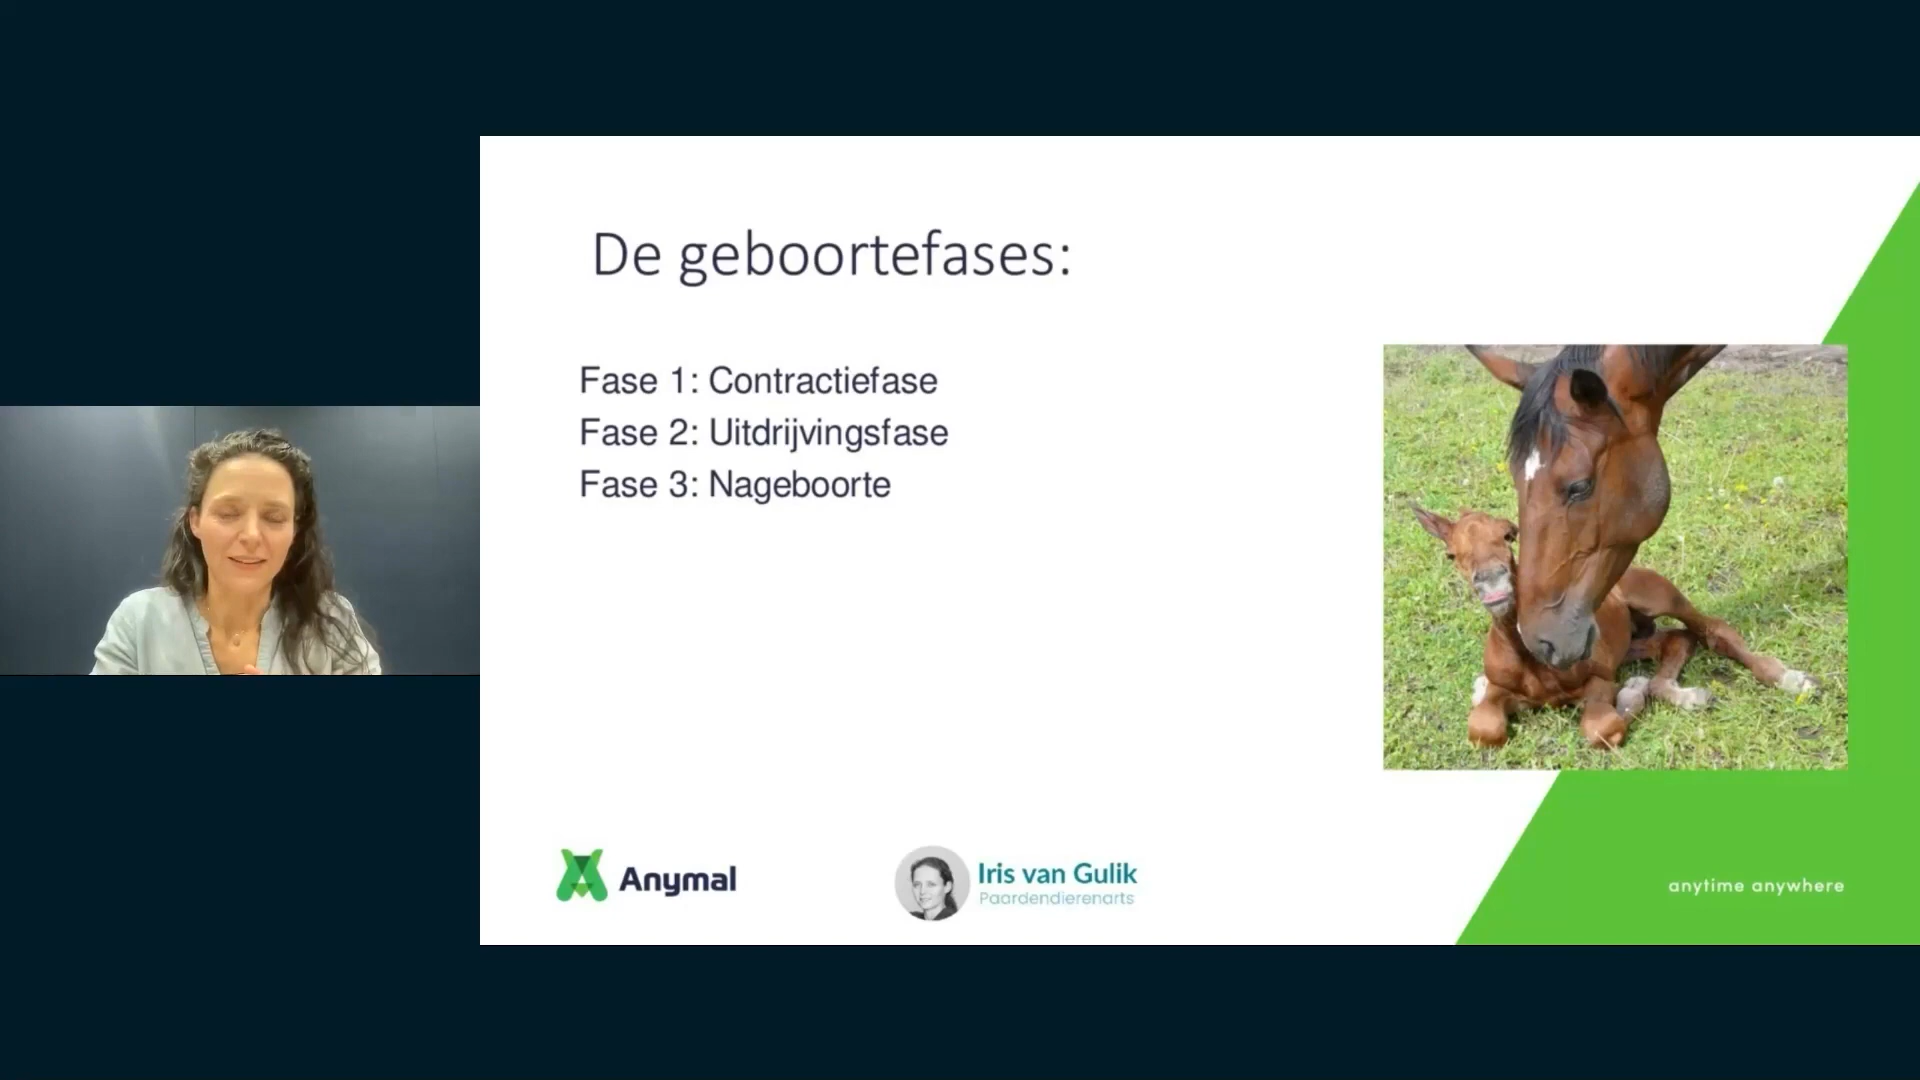 De geboortefases:
Fase 1: Contractiefase
Fase 2: Uitdrijvingsfase
Fase 3: Nageboorte
Anymal
Iris van Gulik
Paardendierenarts
anytime anywhere